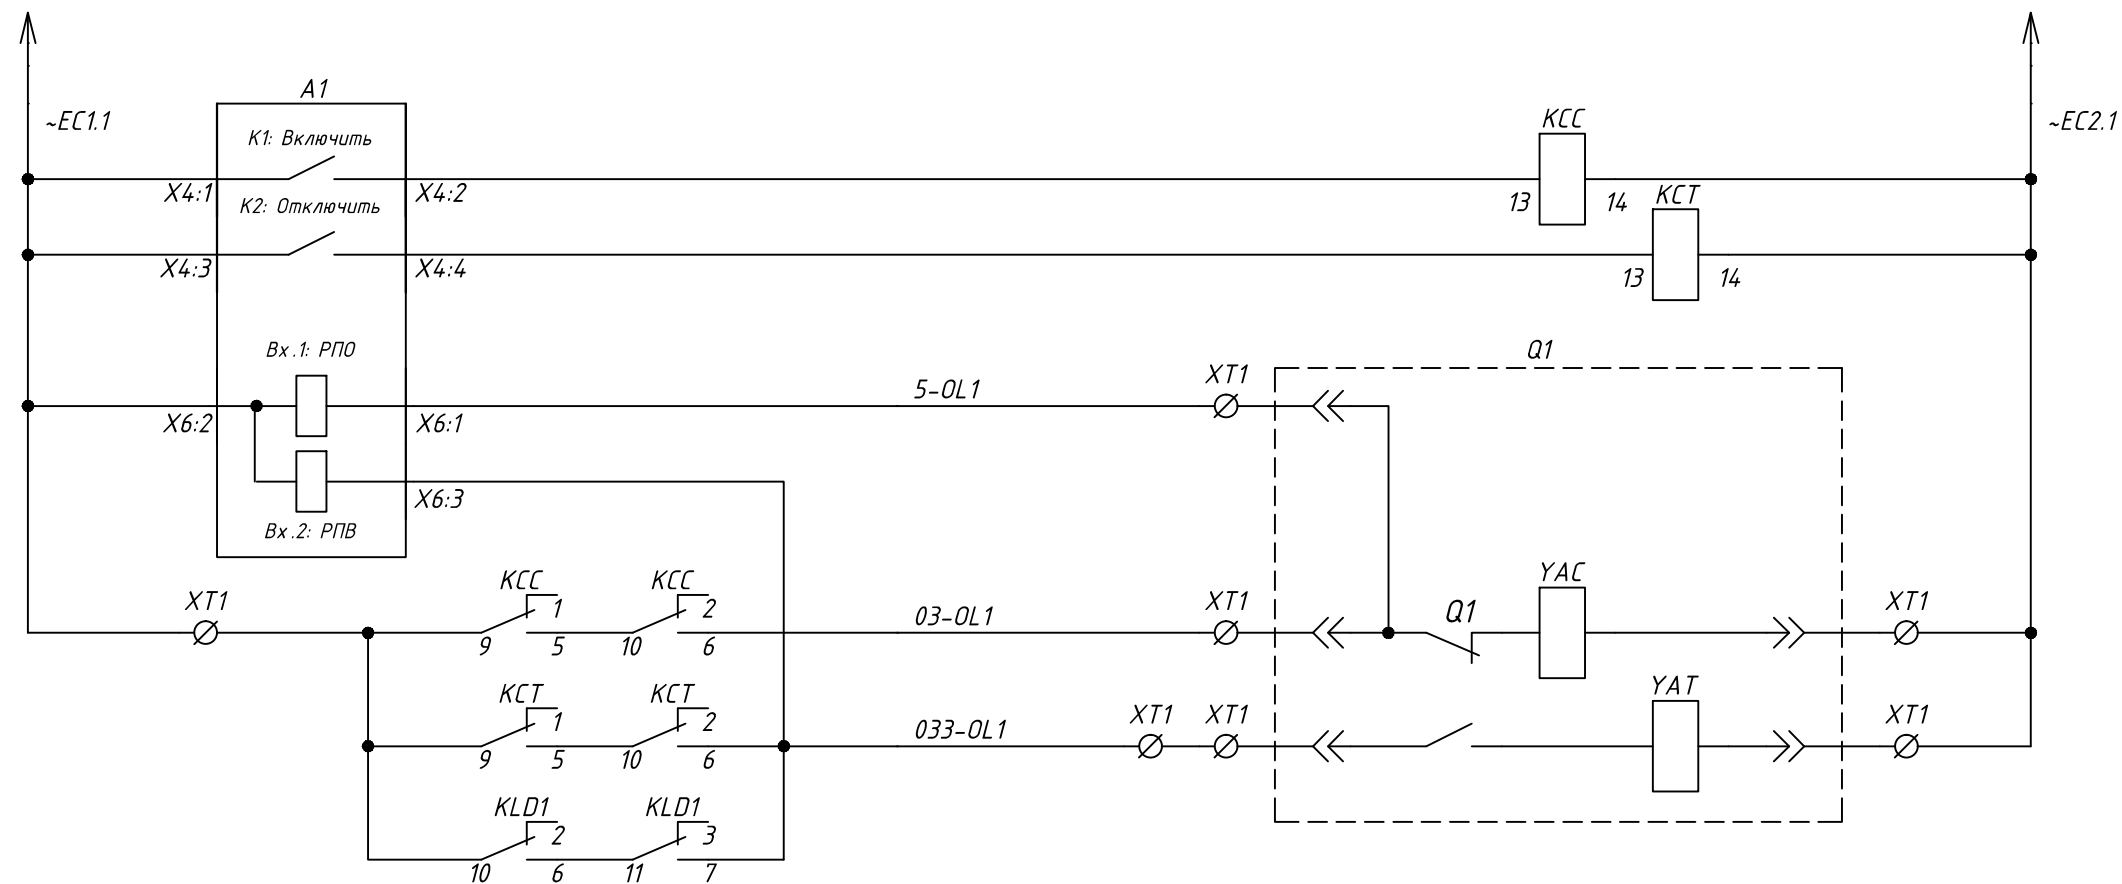 A1
~EC1.1
KCC
~EC2.1
K1: Включить
X4:1
X4:2
13
14
KCT
K2: Отключить
X4:3
X4:4
13
14
Вх.1: РПО
Q1
5-OL1
XT1
X6:2
X6:1
X6:3
Вх.2: РПВ
XT1
KCC
1
KCC
2
03-OL1
XT1
Q1
YAC
XT1
9
5
10
6
KCT
1
KCT
2
033-OL1
XT1
XT1
YAT
XT1
9
5
10
6
KLD1
2
KLD1
3
10
6
11
7